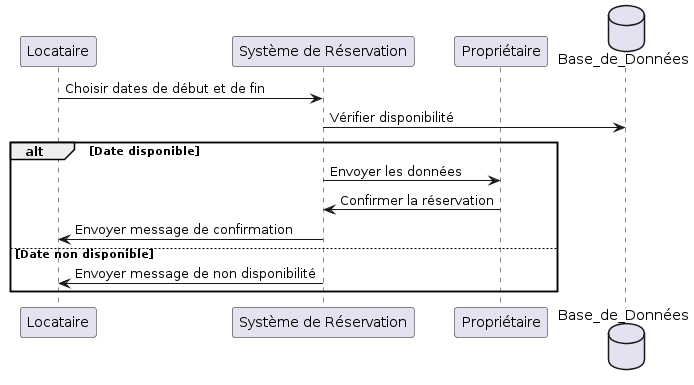 Locataire
Système de Réservation
Propriétaire
Base_de_Données
Choisir dates de début et de fin
Vérifier disponibilité
alt [Date disponible]
Envoyer les données
Confirmer la réservation
Envoyer message de confirmation
[Date non disponible]
Envoyer message de non disponibilité
Locataire
Système de Réservation
Propriétaire
Base_de_Données